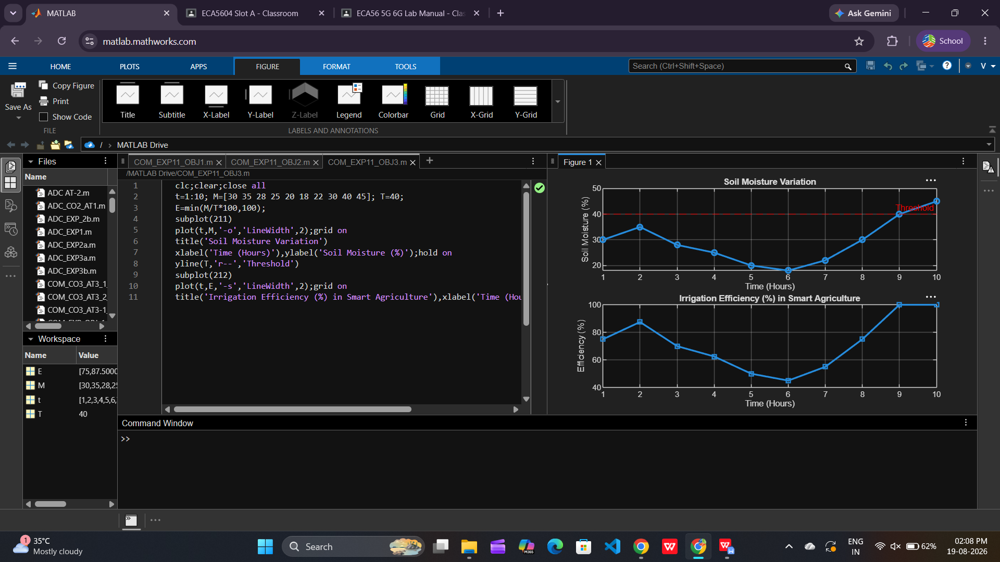 MATLAB
ECA5604 Slot A - Classroom
ECA56 5G 6G Lab Manual - Clas
Ask Gemini
matlab.mathworks.com
School
HOME
PLOTS
APPS
FIGURE
FORMAT
TOOLS
Search (Ctrl+Shift+Space)
V
Save As
Copy Figure
Print
Show Code
FILE
Title
Subtitle
X-Label
Y-Label
Z-Label
Legend
Colorbar
Grid
X-Grid
Y-Grid
LABELS AND ANNOTATIONS
/ › MATLAB Drive
Files
Name
ADC AT-2.m
ADC_CO2_AT1.m
ADC_EXP_2b.m
ADC_EXP1.m
ADC_EXP2a.m
ADC_EXP3a.m
ADC_EXP3b.m
COM_CO3_AT3_1
COM_CO3_AT3_2
COM_CO3_AT3-1
Workspace
Name Value
E [75,87.5000
M [30,35,28,25
t [1,2,3,4,5,6,
T 40
COM_EXP11_OBJ1.m
COM_EXP11_OBJ2.m
COM_EXP11_OBJ3.m
/MATLAB Drive/COM_EXP11_OBJ3.m
1 clc;clear;close all
2 t=1:10; M=[30 35 28 25 20 18 22 30 40 45]; T=40;
3 E=min(M/T*100,100);
4 subplot(211)
5 plot(t,M,'-o','LineWidth',2);grid on
6 title('Soil Moisture Variation')
7 xlabel('Time (Hours)'),ylabel('Soil Moisture (%)');hold on
8 yline(T,'r--','Threshold')
9 subplot(212)
10 plot(t,E,'-s','LineWidth',2);grid on
11 title('Irrigation Efficiency (%) in Smart Agriculture'),xlabel('Time (Hou
Figure 1
Soil Moisture Variation
50
40
30
20
Soil Moisture (%)
Threshold
1 2 3 4 5 6 7 8 9 10
Time (Hours)
Irrigation Efficiency (%) in Smart Agriculture
100
80
60
40
Efficiency (%)
1 2 3 4 5 6 7 8 9 10
Time (Hours)
Command Window
>>
1
35°C
Mostly cloudy
Search
M365
ENG
IN
62%
02:08 PM
19-08-2026